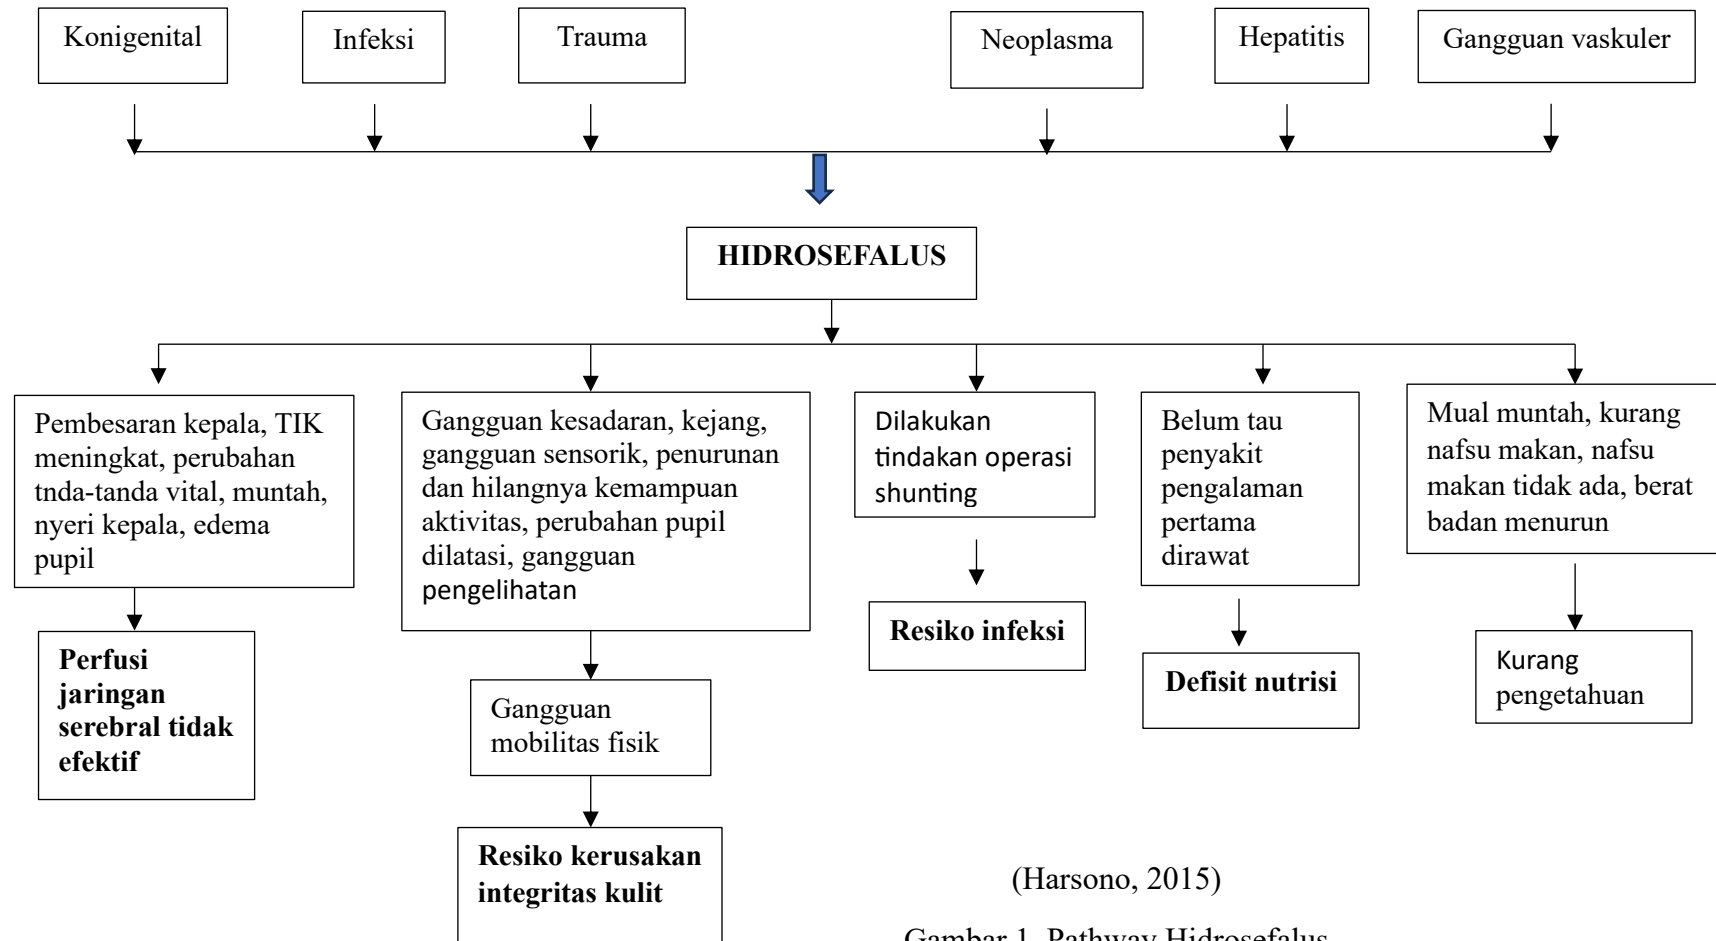 Konigenital
Infeksi
Trauma
Neoplasma
Hepatitis
Gangguan vaskuler
HIDROSEFALUS
Pembesaran kepala, TIK
meningkat, perubahan
tnda-tanda vital, muntah,
nyeri kepala, edema
pupil
Gangguan kesadaran, kejang,
gangguan sensorik, penurunan
dan hilangnya kemampuan
aktivitas, perubahan pupil
dilatasi, gangguan
pengelihatan
Dilakukan
tindakan operasi
shunting
Belum tau
penyakit
pengalaman
pertama
dirawat
Mual muntah, kurang
nafsu makan, nafsu
makan tidak ada, berat
badan menurun
Perfusi
jaringan
serebral tidak
efektif
Gangguan
mobilitas fisik
Resiko infeksi
Defisit nutrisi
Kurang
pengetahuan
Resiko kerusakan
integritas kulit
(Harsono, 2015)
Gambar 1. Pathway Hidrosefalus